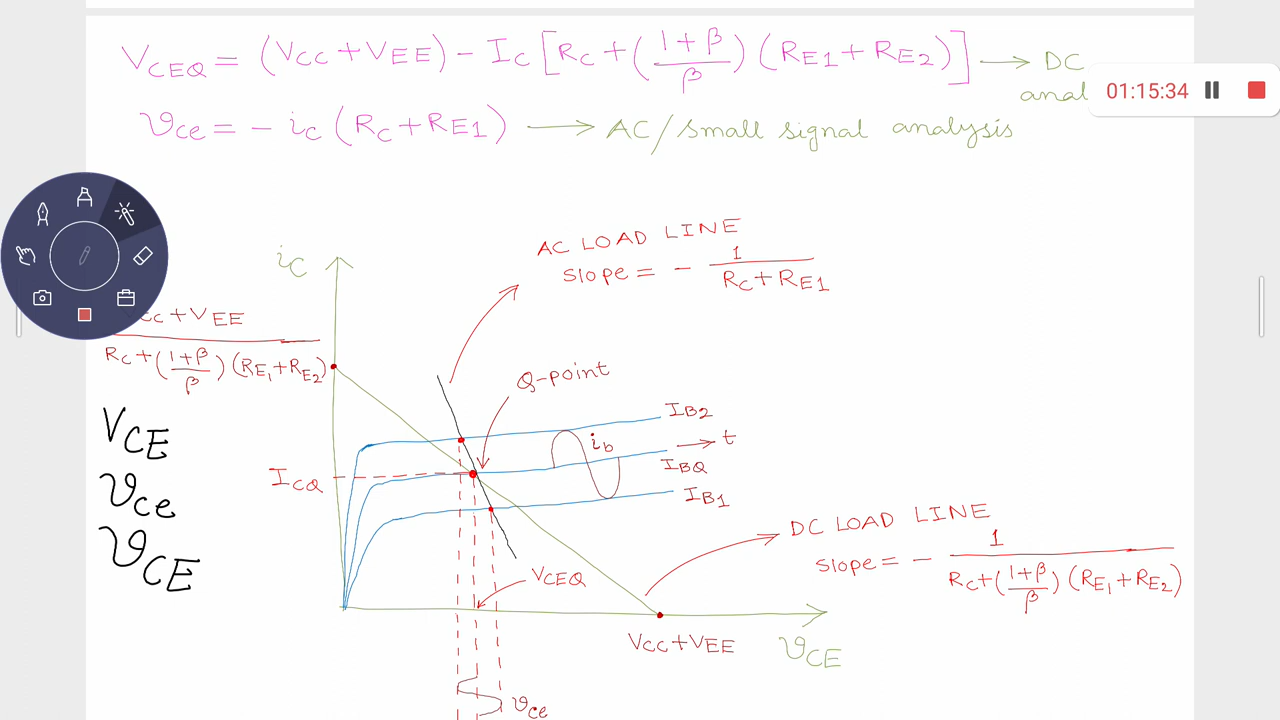 VCEQ = (VCC+VEE) - IC [RC + ((1+β)/β) (RE1+RE2)] → DC
anal
vce = - ic (RC + RE1) → AC/small signal analysis
01:15:34
AC LOAD LINE
slope = - 1/(RC+RE1)
iC
+VEE
RC+((1+β)/β)(RE1+RE2)
Q-point
VCE
vce
vCE
IB2
ib
t
IBQ
IB1
ICQ
DC LOAD LINE
slope = - 1/(RC+((1+β)/β)(RE1+RE2))
VCEQ
VCC+VEE
vCE
vce